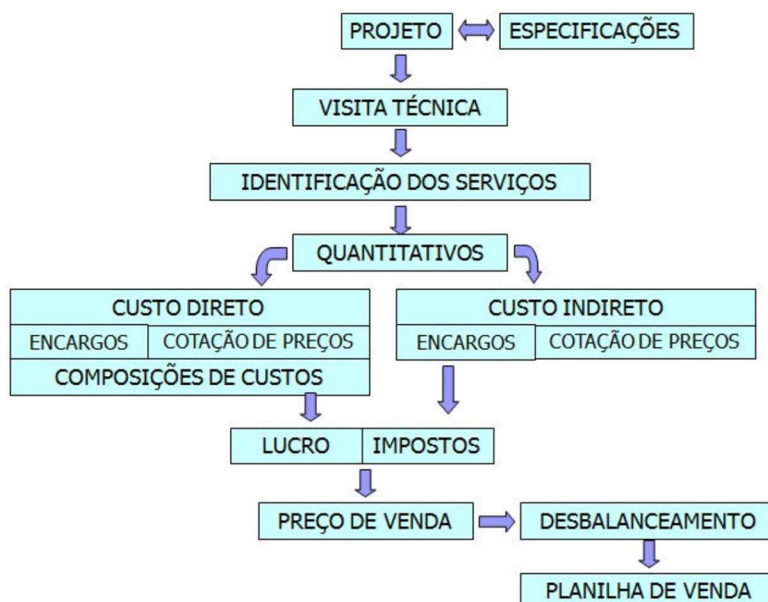 PROJETO ESPECIFICAÇÕES
VISITA TÉCNICA
IDENTIFICAÇÃO DOS SERVIÇOS
QUANTITATIVOS
CUSTO DIRETO CUSTO INDIRETO
ENCARGOS COTAÇÃO DE PREÇOS ENCARGOS COTAÇÃO DE PREÇOS
COMPOSIÇÕES DE CUSTOS
LUCRO IMPOSTOS
PREÇO DE VENDA DESBALANCEAMENTO
PLANILHA DE VENDA